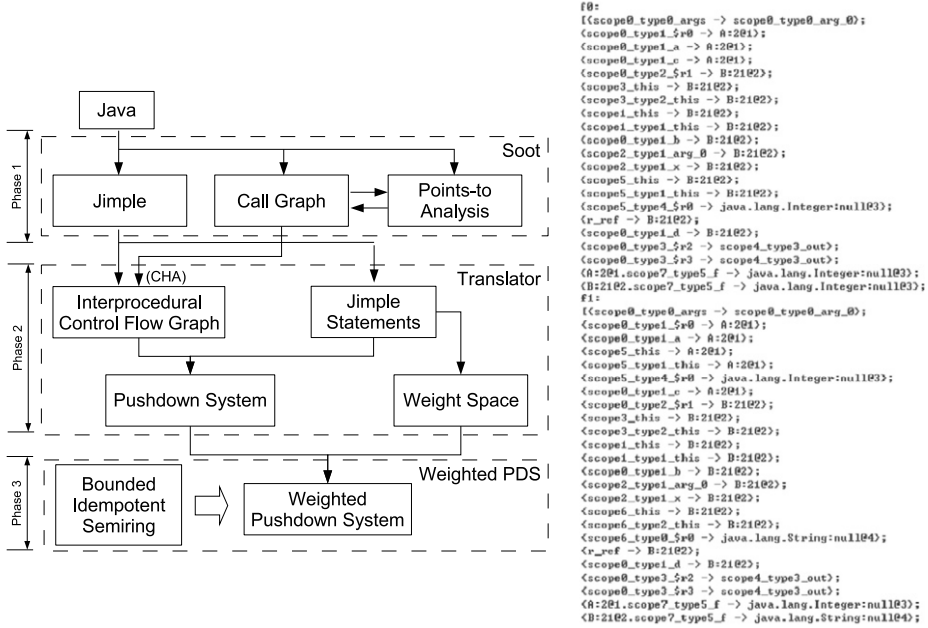 Java
Phase 1
Soot
Jimple
Call Graph
Points-to
Analysis
Phase 2
(CHA)
Translator
Interprocedural
Control Flow Graph
Jimple
Statements
Pushdown System
Weight Space
Phase 3
Weighted PDS
Bounded
Idempotent
Semiring
Weighted
Pushdown System
f0:
[(scope0_type0_args -> scope0_type0_arg_0);
(scope0_type1_$r0 -> A:2@1);
(scope0_type1_a -> A:2@1);
(scope0_type1_c -> A:2@1);
(scope0_type2_$r1 -> B:21@2);
(scope3_this -> B:21@2);
(scope3_type2_this -> B:21@2);
(scope1_this -> B:21@2);
(scope1_type1_this -> B:21@2);
(scope0_type1_b -> B:21@2);
(scope2_type1_arg_0 -> B:21@2);
(scope2_type1_x -> B:21@2);
(scope5_this -> B:21@2);
(scope5_type1_this -> B:21@2);
(scope5_type4_$r0 -> java.lang.Integer:null@3);
(r_ref -> B:21@2);
(scope0_type1_d -> B:21@2);
(scope0_type3_$r2 -> scope4_type3_out);
(scope0_type3_$r3 -> scope4_type3_out);
(A:2@1.scope7_type5_f -> java.lang.Integer:null@3);
(B:21@2.scope7_type5_f -> java.lang.Integer:null@3);
f1:
[(scope0_type0_args -> scope0_type0_arg_0);
(scope0_type1_$r0 -> A:2@1);
(scope0_type1_a -> A:2@1);
(scope5_this -> A:2@1);
(scope5_type1_this -> A:2@1);
(scope5_type4_$r0 -> java.lang.Integer:null@3);
(scope0_type1_c -> A:2@1);
(scope0_type2_$r1 -> B:21@2);
(scope3_this -> B:21@2);
(scope3_type2_this -> B:21@2);
(scope1_this -> B:21@2);
(scope1_type1_this -> B:21@2);
(scope0_type1_b -> B:21@2);
(scope2_type1_arg_0 -> B:21@2);
(scope2_type1_x -> B:21@2);
(scope6_this -> B:21@2);
(scope6_type2_this -> B:21@2);
(scope6_type0_$r0 -> java.lang.String:null@4);
(r_ref -> B:21@2);
(scope0_type1_d -> B:21@2);
(scope0_type3_$r2 -> scope4_type3_out);
(scope0_type3_$r3 -> scope4_type3_out);
(A:2@1.scope7_type5_f -> java.lang.Integer:null@3);
(B:21@2.scope7_type5_f -> java.lang.String:null@4);